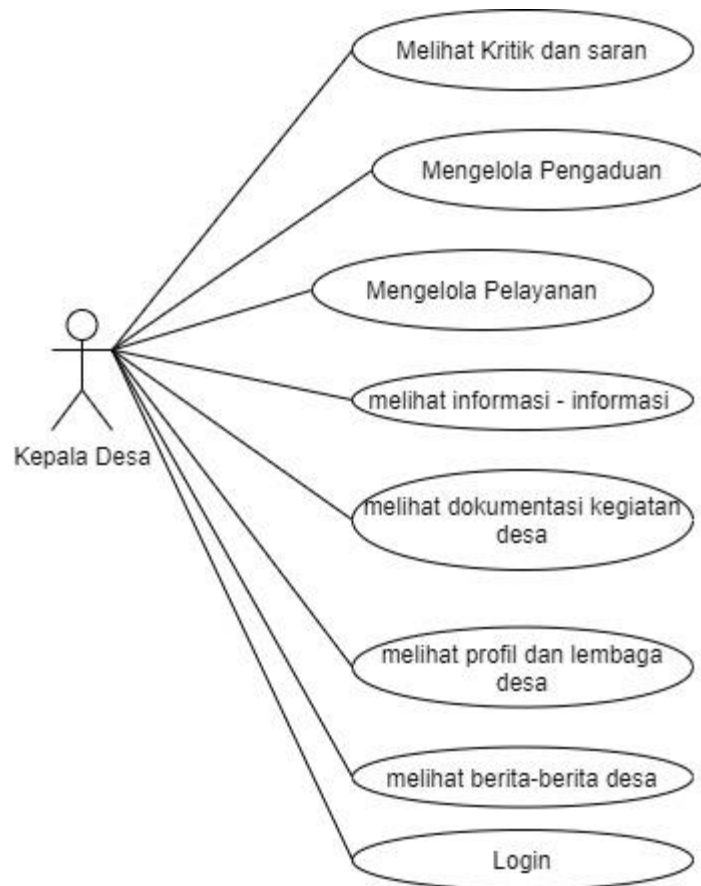 Melihat Kritik dan saran
Mengelola Pengaduan
Mengelola Pelayanan
melihat informasi - informasi
Kepala Desa
melihat dokumentasi kegiatan
desa
melihat profil dan lembaga
desa
melihat berita-berita desa
Login